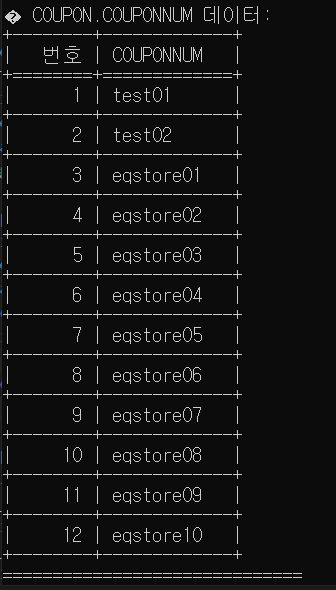 � COUPON.COUPONNUM 데이터:
+--------+-------------+
|   번호 | COUPONNUM   |
+========+=============+
|      1 | test01      |
+--------+-------------+
|      2 | test02      |
+--------+-------------+
|      3 | eqstore01   |
+--------+-------------+
|      4 | eqstore02   |
+--------+-------------+
|      5 | eqstore03   |
+--------+-------------+
|      6 | eqstore04   |
+--------+-------------+
|      7 | eqstore05   |
+--------+-------------+
|      8 | eqstore06   |
+--------+-------------+
|      9 | eqstore07   |
+--------+-------------+
|     10 | eqstore08   |
+--------+-------------+
|     11 | eqstore09   |
+--------+-------------+
|     12 | eqstore10   |
+--------+-------------+
==============================